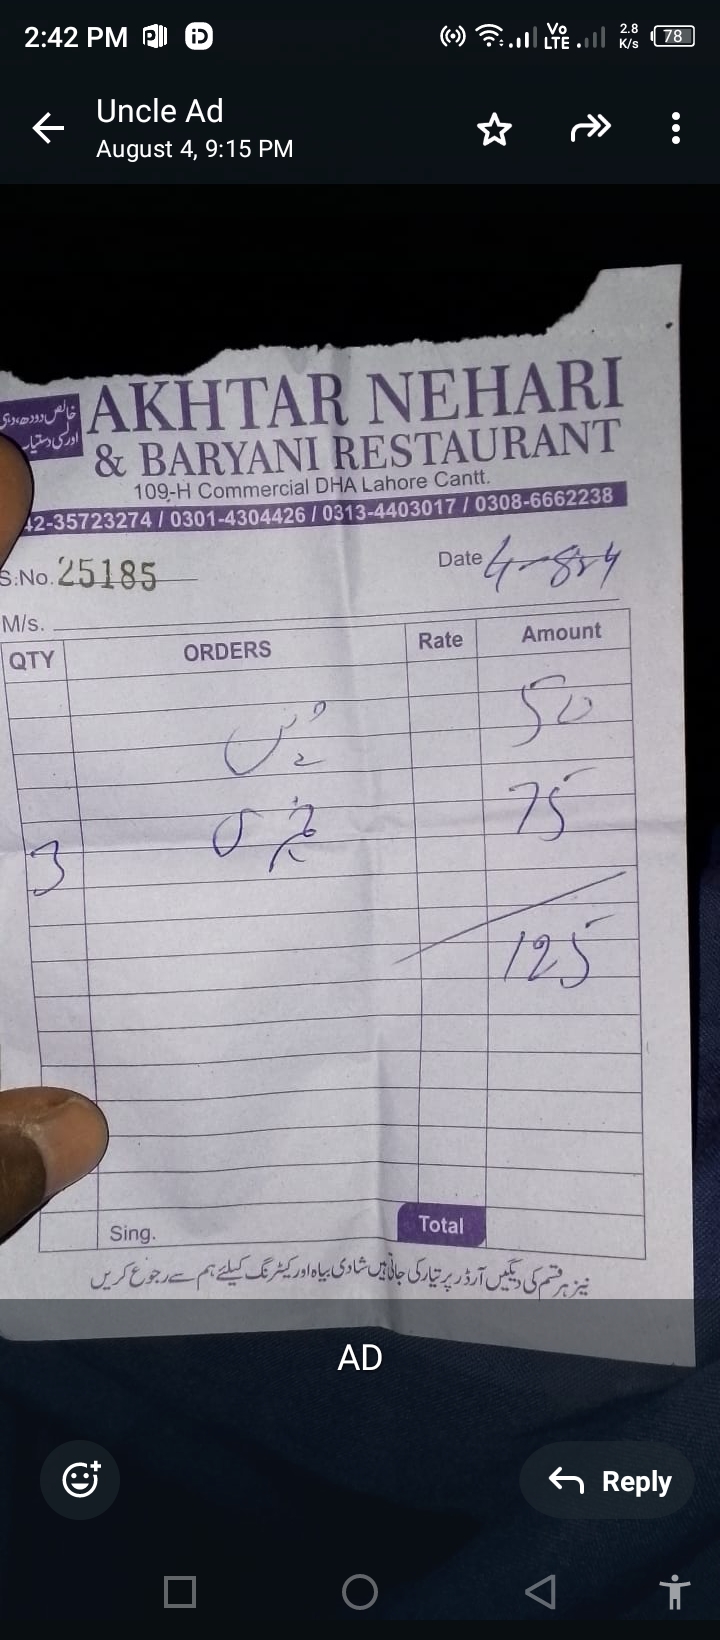 2:42 PM
Vo LTE
2.8 K/s
78
Uncle Ad
August 4, 9:15 PM
خالص دودھ، دہی
اور لسی دستیاب
AKHTAR NEHARI
& BARYANI RESTAURANT
109-H Commercial DHA Lahore Cantt.
42-35723274 / 0301-4304426 / 0313-4403017 / 0308-6662238
S.No. 25185
Date 4-8-24
M/s.
QTY ORDERS Rate Amount
50
75
3
125
Sing. Total
نیز ہر قسم کی دیگیں آرڈر پر تیار کی جاتی ہیں شادی بیاہ اور کیٹرنگ کیلئے ہم سے رجوع کریں
AD
Reply